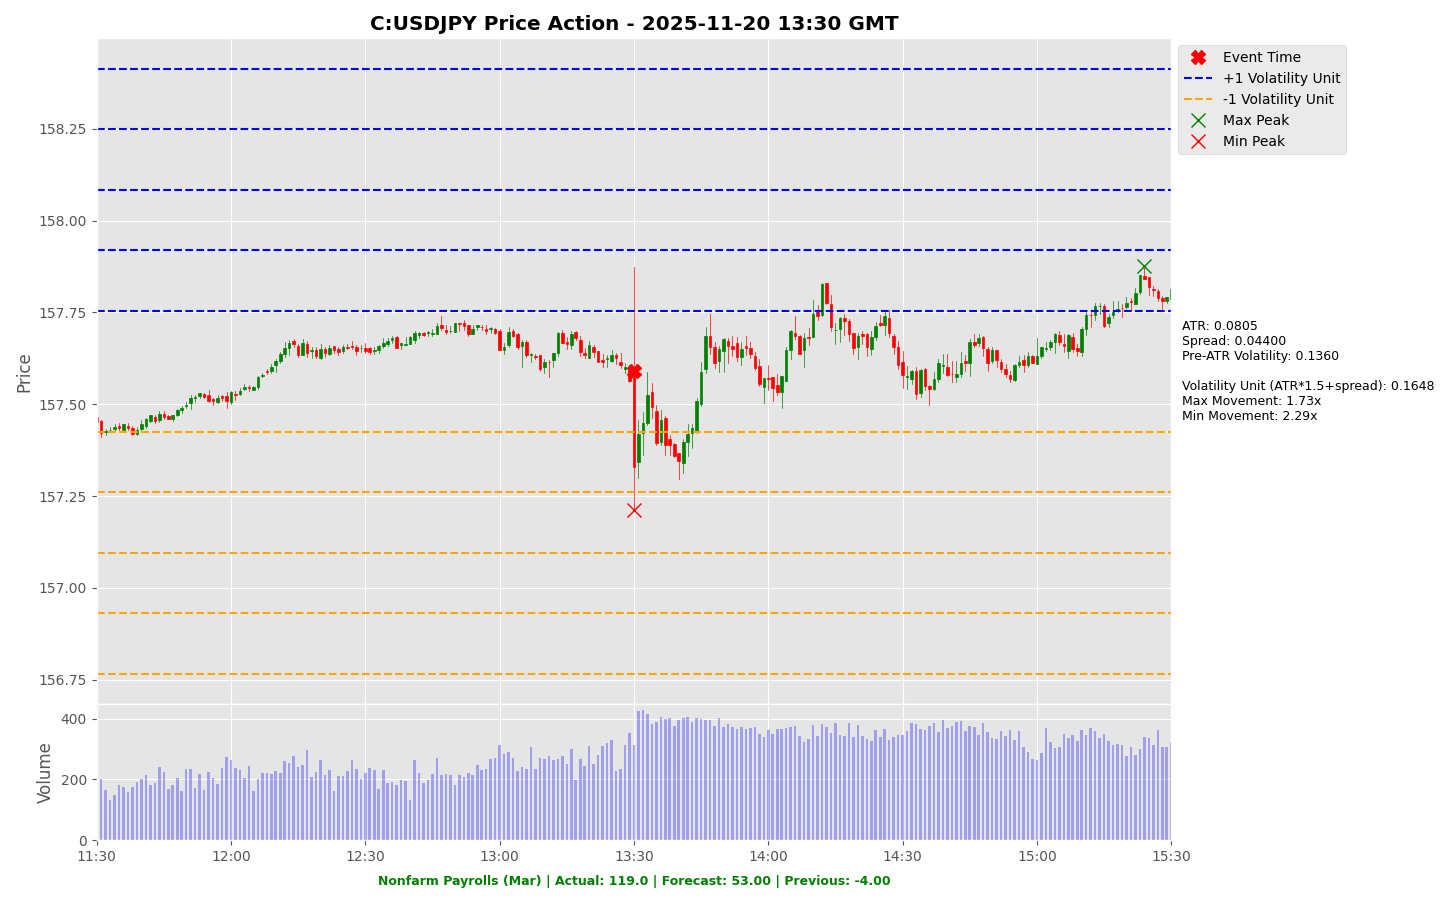 C:USDJPY Price Action - 2025-11-20 13:30 GMT
Event Time
+1 Volatility Unit
-1 Volatility Unit
Max Peak
Min Peak
Price
158.25
158.00
157.75
157.50
157.25
157.00
156.75
ATR: 0.0805
Spread: 0.04400
Pre-ATR Volatility: 0.1360
Volatility Unit (ATR*1.5+spread): 0.1648
Max Movement: 1.73x
Min Movement: 2.29x
Volume
400
200
0
11:30
12:00
12:30
13:00
13:30
14:00
14:30
15:00
15:30
Nonfarm Payrolls (Mar) | Actual: 119.0 | Forecast: 53.00 | Previous: -4.00